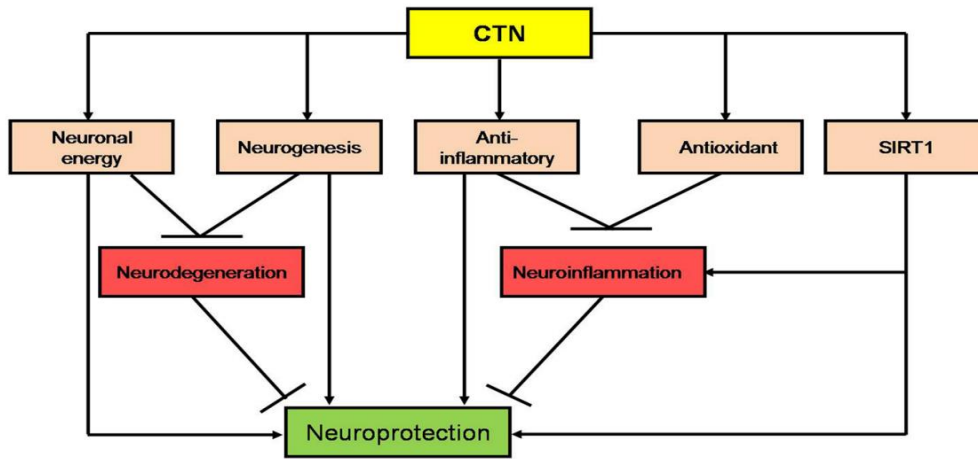 CTN
Neuronal
energy
Neurogenesis
Anti-
inflammatory
Antioxidant
SIRT1
Neurodegeneration
Neuroinflammation
Neuroprotection